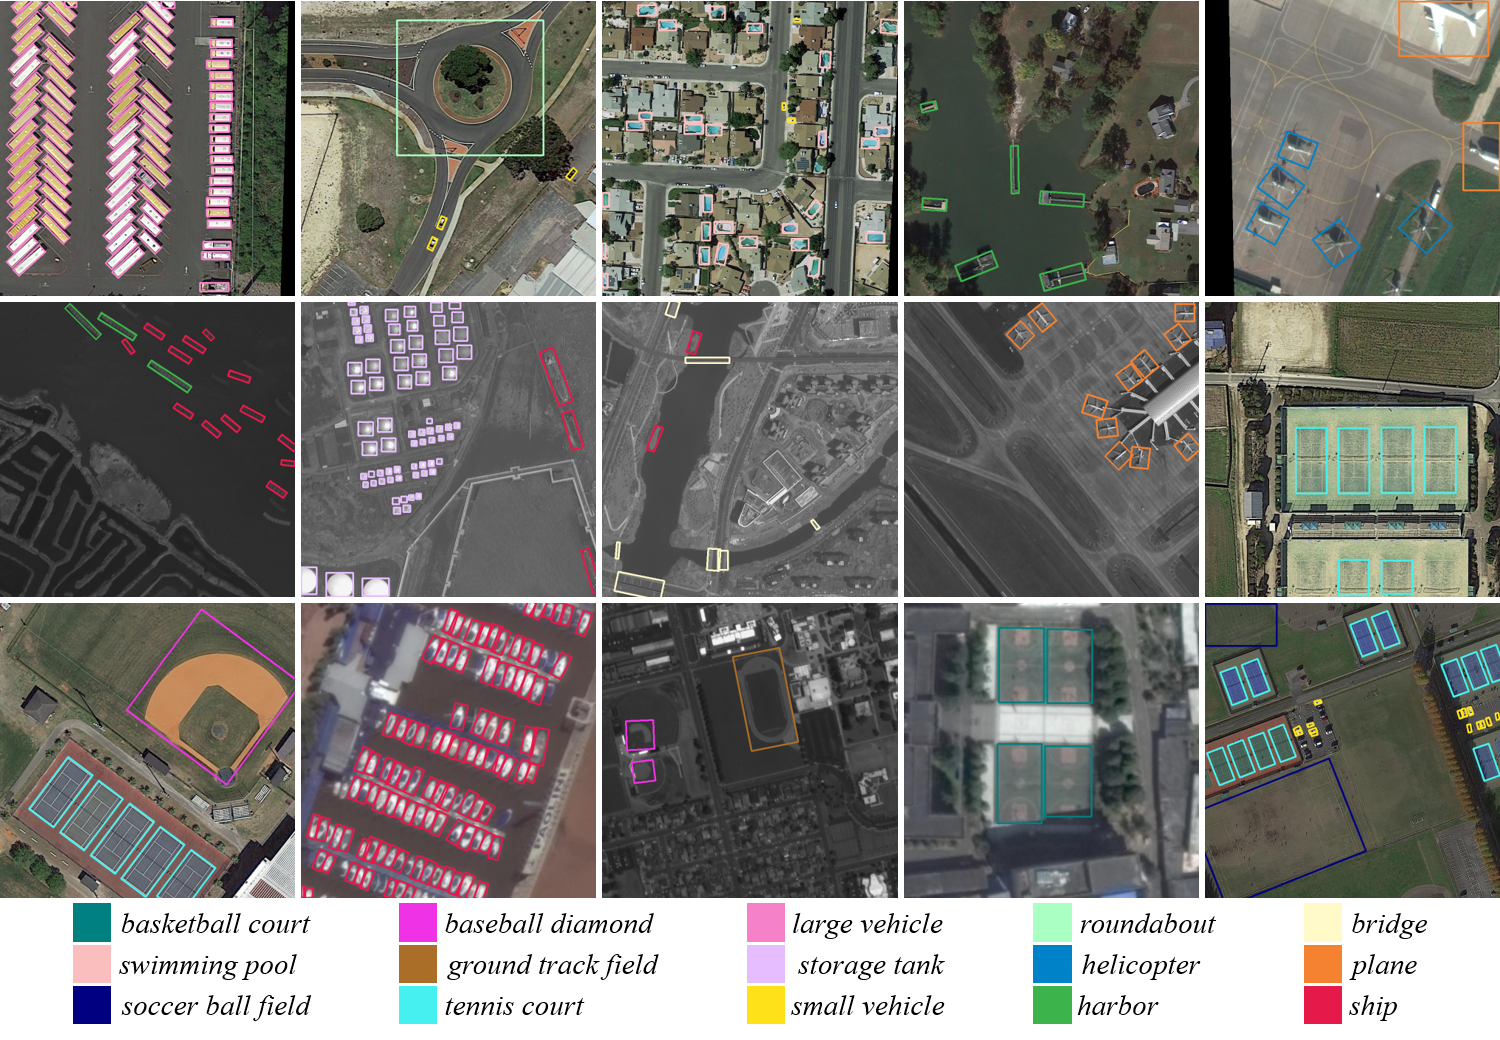 basketball court baseball diamond large vehicle roundabout bridge
swimming pool ground track field storage tank helicopter plane
soccer ball field tennis court small vehicle harbor ship